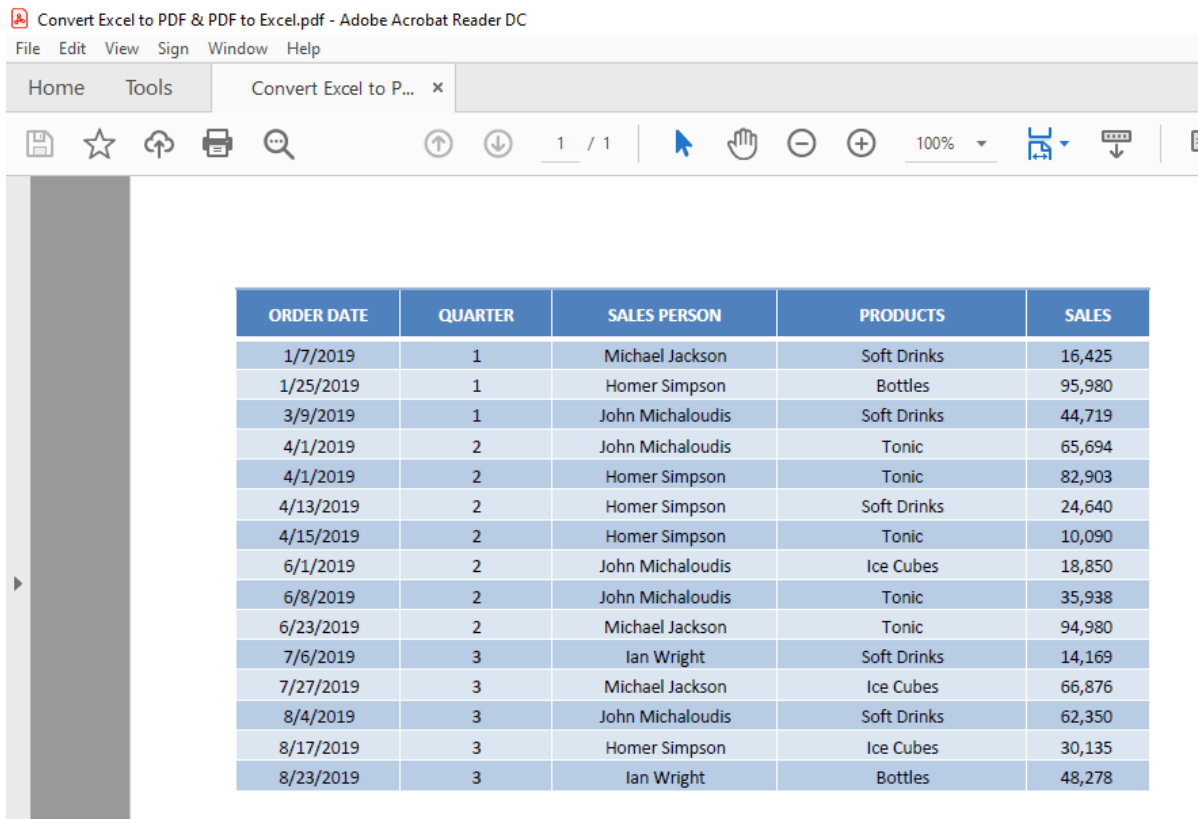 Convert Excel to PDF & PDF to Excel.pdf - Adobe Acrobat Reader DC
File Edit View Sign Window Help
Home Tools Convert Excel to P... ×
1 / 1 100%
ORDER DATE QUARTER SALES PERSON PRODUCTS SALES
1/7/2019 1 Michael Jackson Soft Drinks 16,425
1/25/2019 1 Homer Simpson Bottles 95,980
3/9/2019 1 John Michaloudis Soft Drinks 44,719
4/1/2019 2 John Michaloudis Tonic 65,694
4/1/2019 2 Homer Simpson Tonic 82,903
4/13/2019 2 Homer Simpson Soft Drinks 24,640
4/15/2019 2 Homer Simpson Tonic 10,090
6/1/2019 2 John Michaloudis Ice Cubes 18,850
6/8/2019 2 John Michaloudis Tonic 35,938
6/23/2019 2 Michael Jackson Tonic 94,980
7/6/2019 3 Ian Wright Soft Drinks 14,169
7/27/2019 3 Michael Jackson Ice Cubes 66,876
8/4/2019 3 John Michaloudis Soft Drinks 62,350
8/17/2019 3 Homer Simpson Ice Cubes 30,135
8/23/2019 3 Ian Wright Bottles 48,278